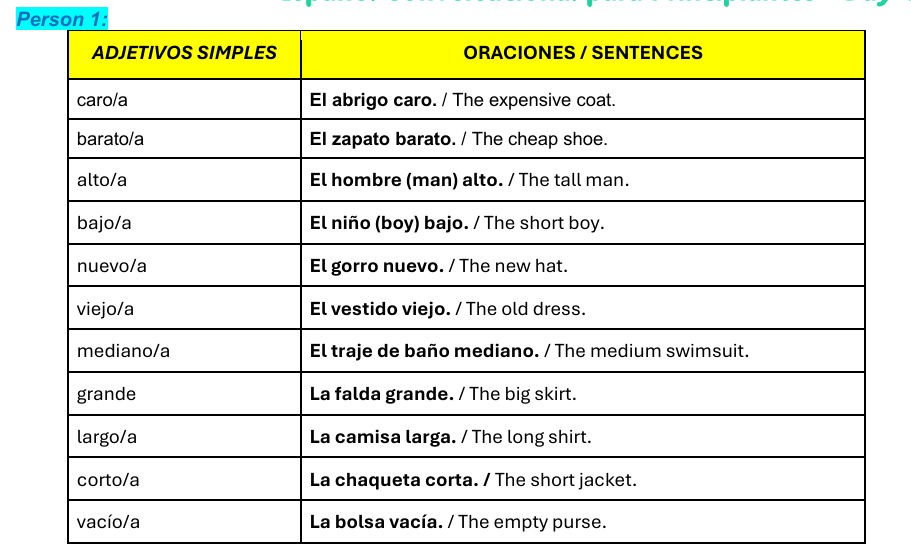 Person 1:
ADJETIVOS SIMPLES ORACIONES / SENTENCES
caro/a El abrigo caro. / The expensive coat.
barato/a El zapato barato. / The cheap shoe.
alto/a El hombre (man) alto. / The tall man.
bajo/a El niño (boy) bajo. / The short boy.
nuevo/a El gorro nuevo. / The new hat.
viejo/a El vestido viejo. / The old dress.
mediano/a El traje de baño mediano. / The medium swimsuit.
grande La falda grande. / The big skirt.
largo/a La camisa larga. / The long shirt.
corto/a La chaqueta corta. / The short jacket.
vacío/a La bolsa vacía. / The empty purse.